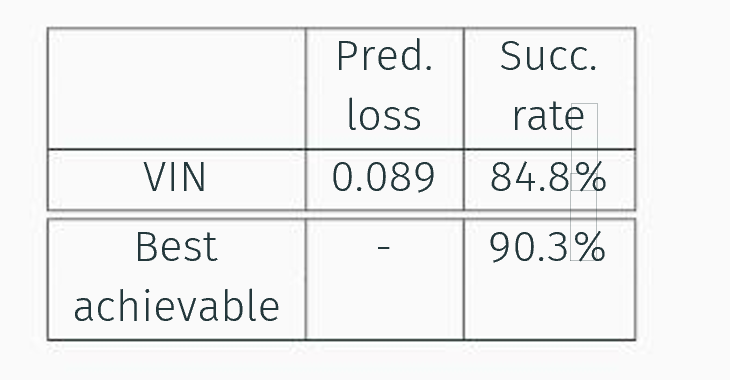 Pred. Succ.
loss rate
VIN 0.089 84.8%
Best - 90.3%
achievable